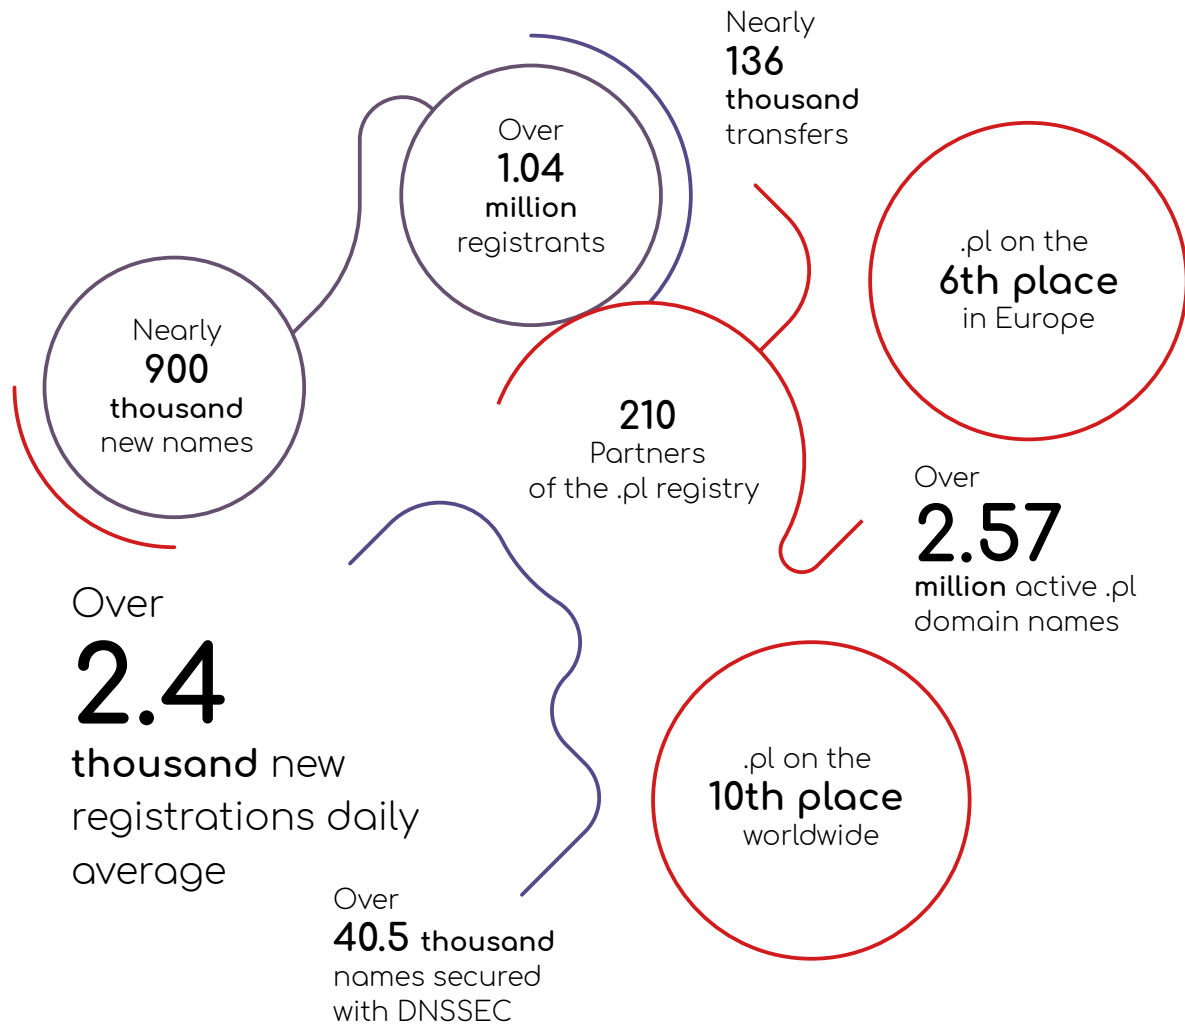 Nearly
136
thousand
transfers
Over
1.04
million
registrants
.pl on the
6th place
in Europe
Nearly
900
thousand
new names
210
Partners
of the .pl registry
Over
2.57
million active .pl
domain names
Over
2.4
thousand new
registrations daily
average
.pl on the
10th place
worldwide
Over
40.5 thousand
names secured
with DNSSEC